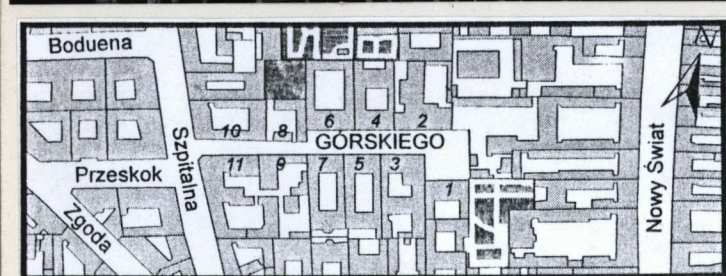 Boduena
N
10
8
6
4
2
GÓRSKIEGO
Szpitalna
Przeskok
11
9
7
5
3
1
Zgoda
Nowy Świat